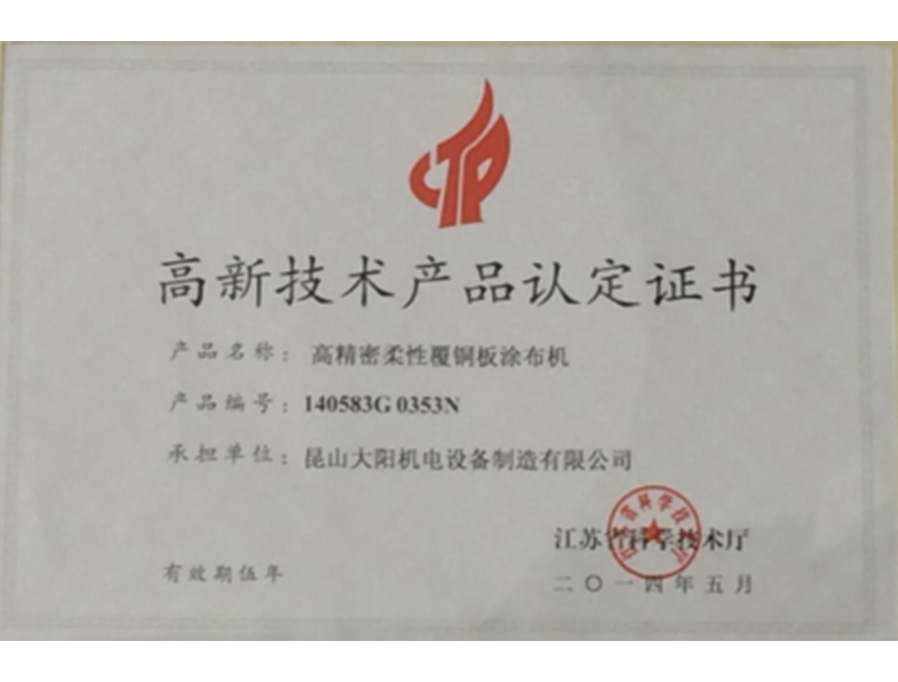 高新技术产品认定证书
产品名称：高精密柔性覆铜板涂布机
产品编号：140583G 0353N
承担单位：昆山大阳机电设备制造有限公司
江苏省科学技术厅
有效期伍年
二〇一四年五月